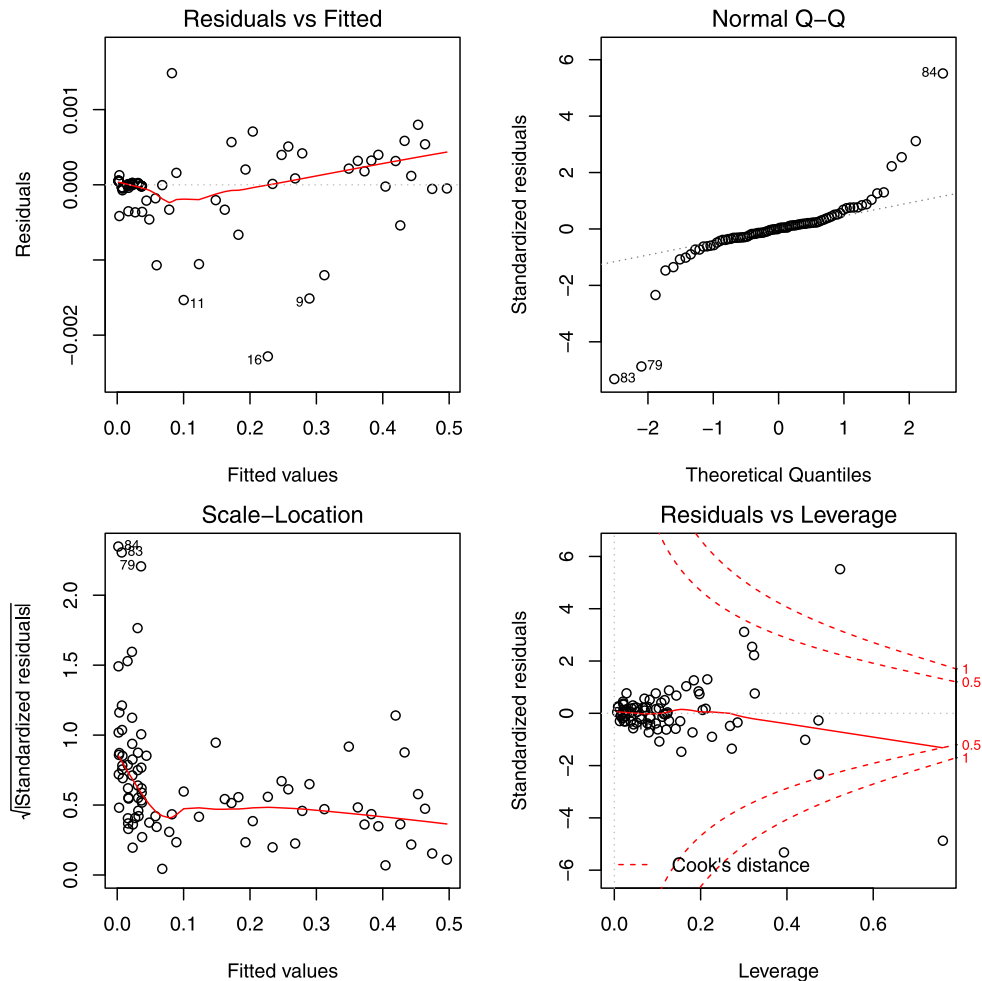 Residuals vs Fitted
Residuals
0.001
0.000
−0.002
11
9
16
0.0 0.1 0.2 0.3 0.4 0.5
Fitted values
Normal Q−Q
Standardized residuals
6
4
2
0
−2
−4
84
79
83
−2 −1 0 1 2
Theoretical Quantiles
Scale−Location
√|Standardized residuals|
2.0
1.5
1.0
0.5
0.0
84
83
79
0.0 0.1 0.2 0.3 0.4 0.5
Fitted values
Residuals vs Leverage
Standardized residuals
6
4
2
0
−2
−4
−6
1
0.5
0.5
1
Cook's distance
0.0 0.2 0.4 0.6
Leverage